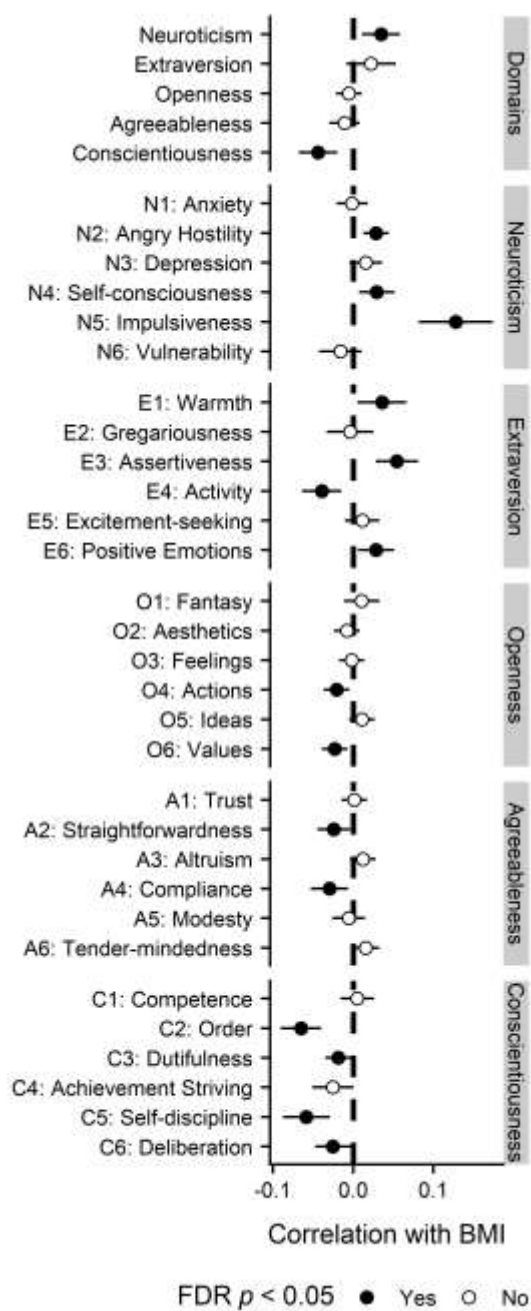 Neuroticism
Extraversion
Openness
Agreeableness
Conscientiousness
Domains
N1: Anxiety
N2: Angry Hostility
N3: Depression
N4: Self-consciousness
N5: Impulsiveness
N6: Vulnerability
Neuroticism
E1: Warmth
E2: Gregariousness
E3: Assertiveness
E4: Activity
E5: Excitement-seeking
E6: Positive Emotions
Extraversion
O1: Fantasy
O2: Aesthetics
O3: Feelings
O4: Actions
O5: Ideas
O6: Values
Openness
A1: Trust
A2: Straightforwardness
A3: Altruism
A4: Compliance
A5: Modesty
A6: Tender-mindedness
Agreeableness
C1: Competence
C2: Order
C3: Dutifulness
C4: Achievement Striving
C5: Self-discipline
C6: Deliberation
Conscientiousness
-0.1 0.0 0.1
Correlation with BMI
FDR p < 0.05 Yes No